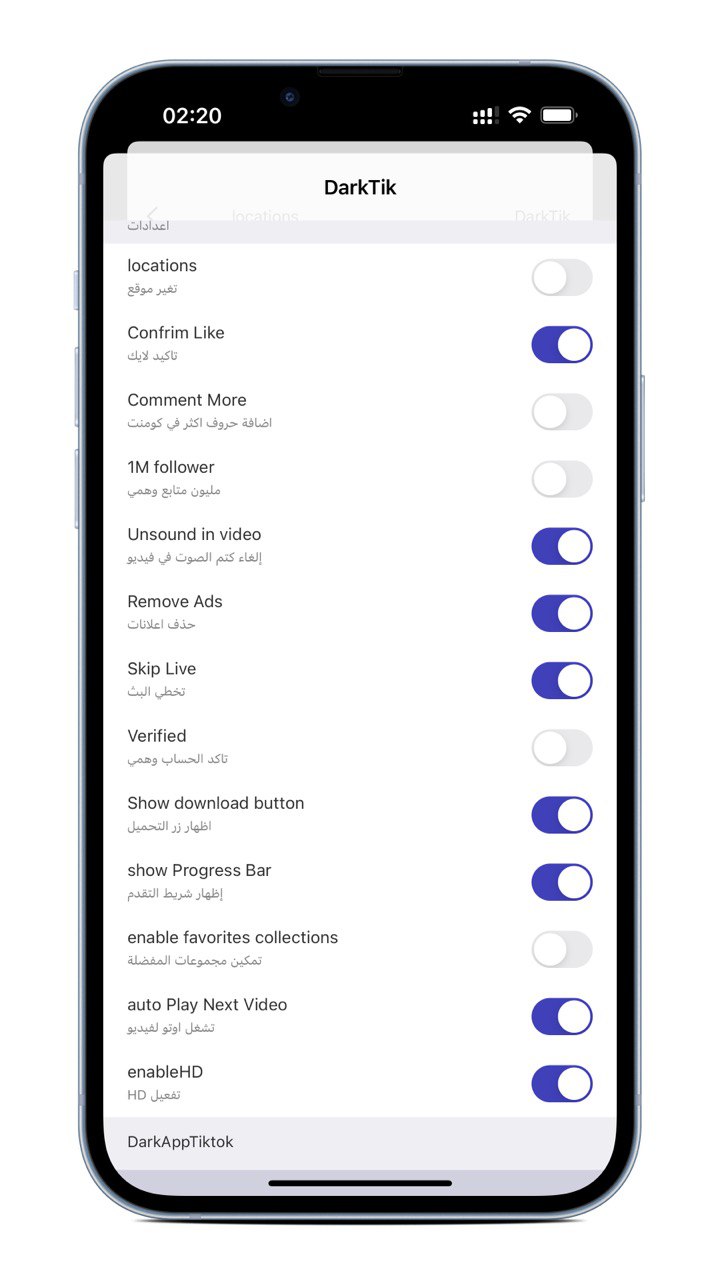 02:20
DarkTik
locations
DarkTik
اعدادات
locations
تغير موقع
Confrim Like
تاكيد لايك
Comment More
اضافة حروف اكثر في كومنت
1M follower
مليون متابع وهمي
Unsound in video
إلغاء كتم الصوت في فيديو
Remove Ads
حذف اعلانات
Skip Live
تخطي البث
Verified
تاكد الحساب وهمي
Show download button
اظهار زر التحميل
show Progress Bar
إظهار شريط التقدم
enable favorites collections
تمكين مجموعات المفضلة
auto Play Next Video
تشغل اوتو لفيديو
enableHD
تفعيل HD
DarkAppTiktok